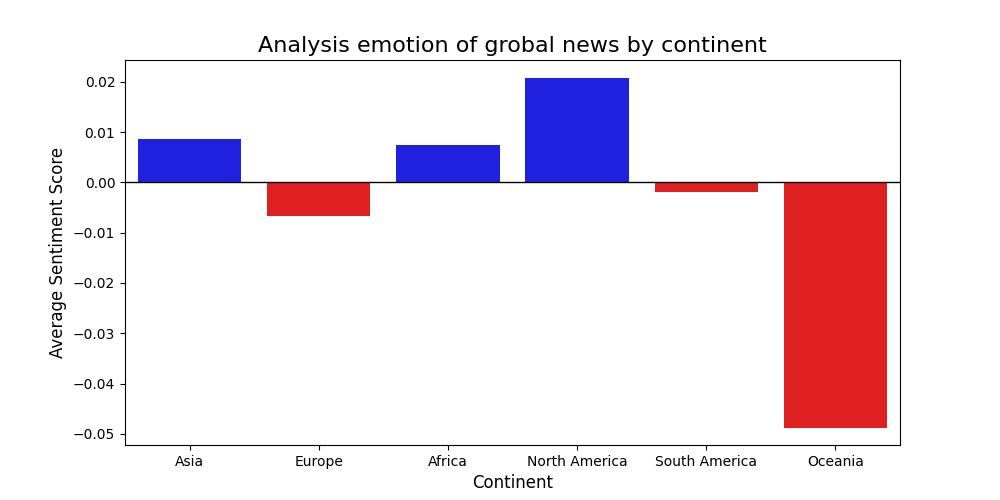 Analysis emotion of grobal news by continent
Average Sentiment Score
0.02
0.01
0.00
−0.01
−0.02
−0.03
−0.04
−0.05
Asia Europe Africa North America South America Oceania
Continent